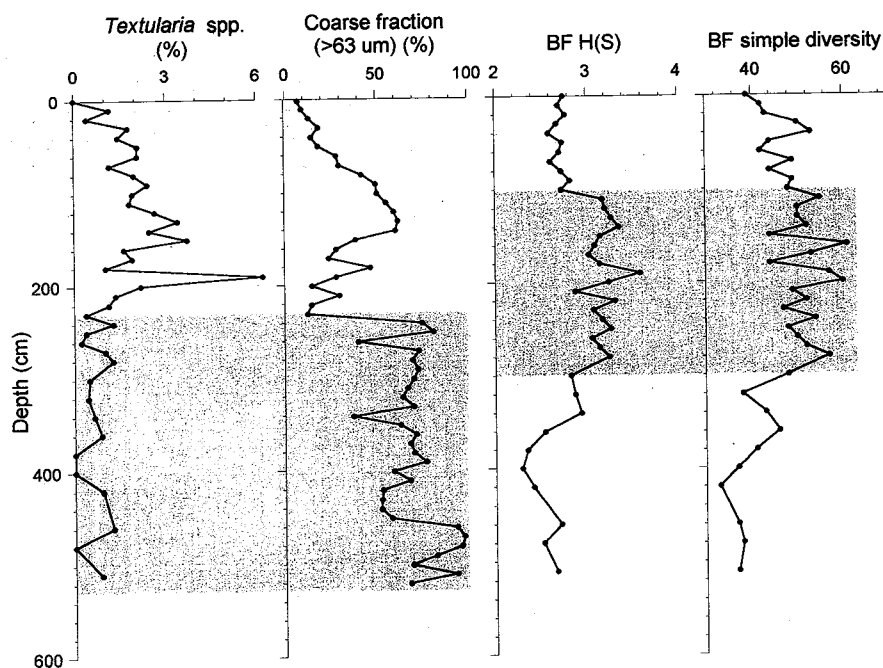 Textularia spp.
(%)
Coarse fraction
(>63 um) (%)
BF H(S)
BF simple diversity
0 3 6
0 50 100
2 3 4
40 60
0
200
400
600
Depth (cm)